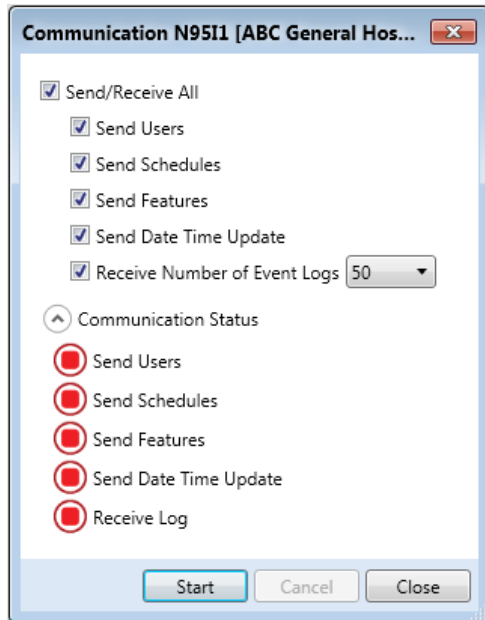 Communication N95I1 [ABC General Hos...
Send/Receive All
Send Users
Send Schedules
Send Features
Send Date Time Update
Receive Number of Event Logs 50
Communication Status
Send Users
Send Schedules
Send Features
Send Date Time Update
Receive Log
Start Cancel Close